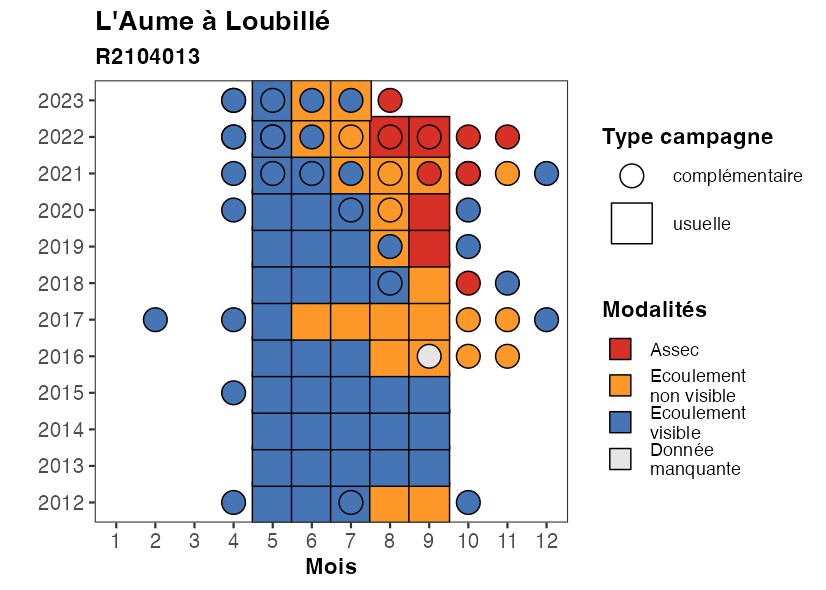 L'Aume à Loubillé
R2104013
2023
2022
2021
2020
2019
2018
2017
2016
2015
2014
2013
2012
1 2 3 4 5 6 7 8 9 10 11 12
Mois
Type campagne
complémentaire
usuelle
Modalités
Assec
Ecoulement
non visible
Ecoulement
visible
Donnée
manquante